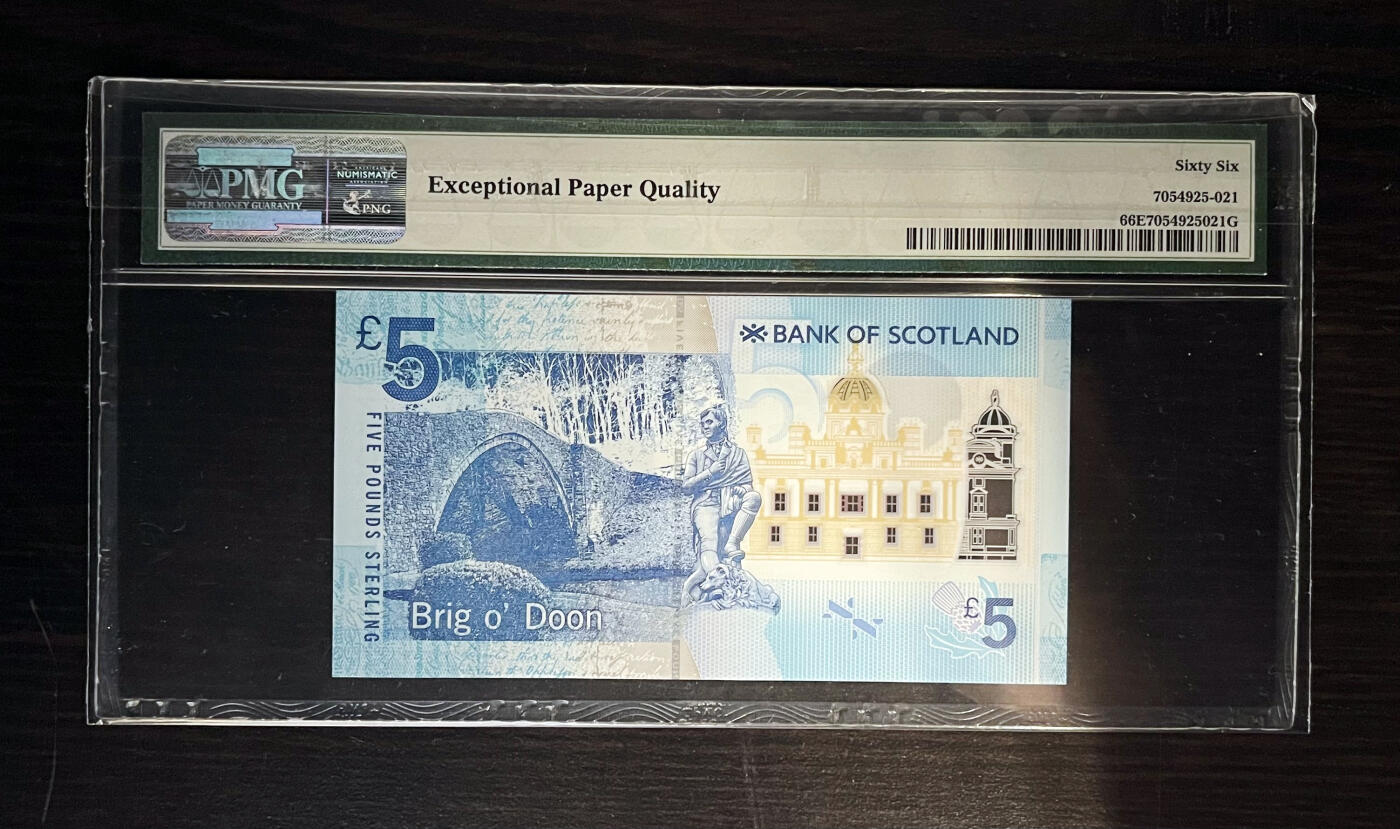 PMG
PAPER MONEY GUARANTY
NUMISMATIC
PNG
Exceptional Paper Quality
Sixty Six
7054925-021
66E7054925021G
£5
BANK OF SCOTLAND
FIVE POUNDS STERLING
Brig o' Doon
£5